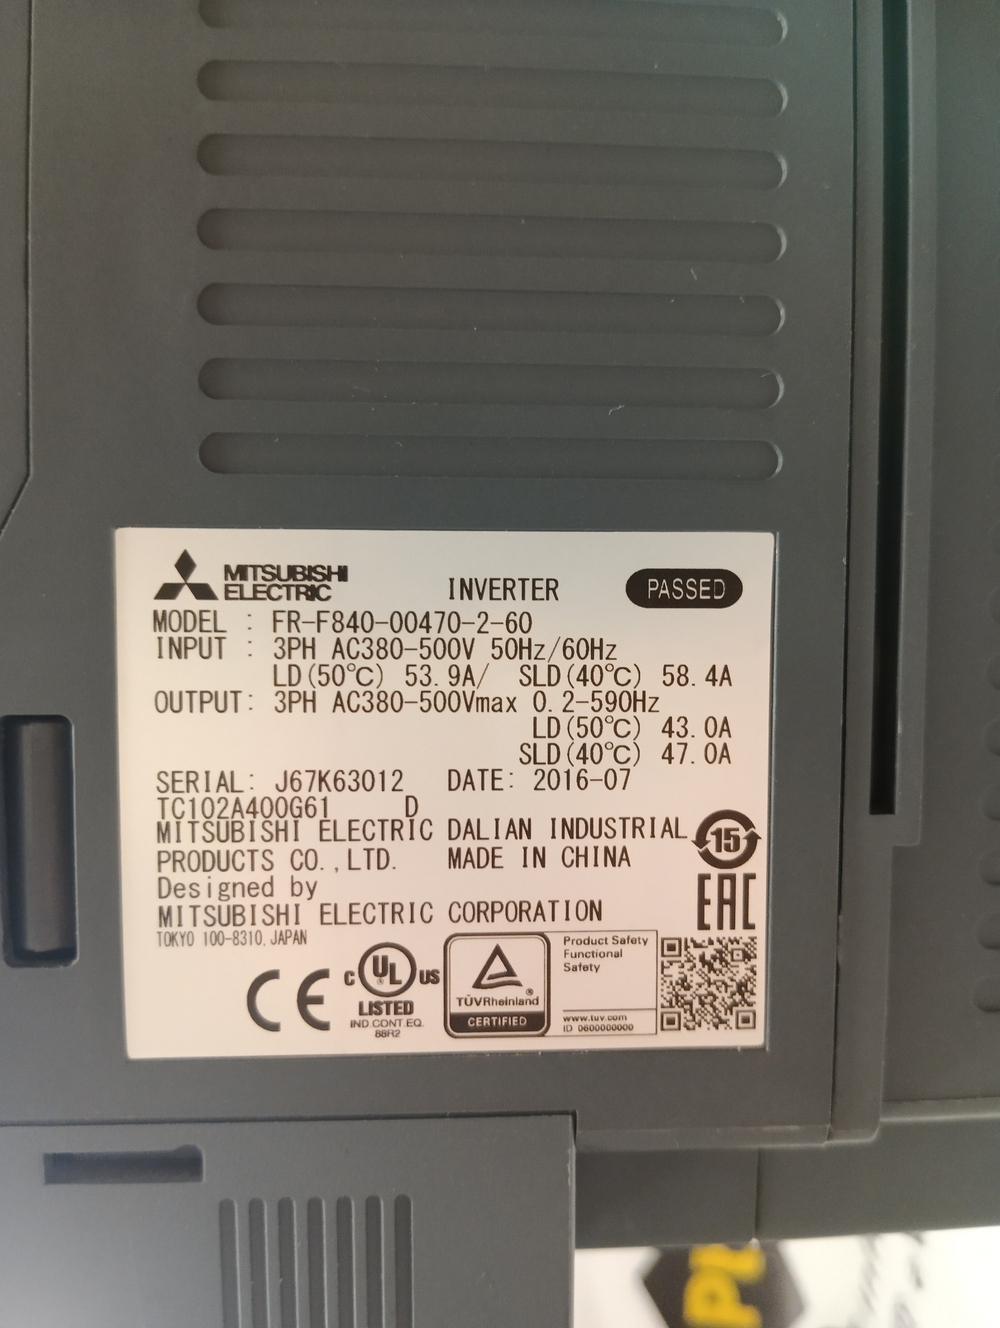 MITSUBISHI
ELECTRIC
INVERTER
PASSED
MODEL : FR-F840-00470-2-60
INPUT : 3PH AC380-500V 50Hz/60Hz
LD(50℃) 53.9A/ SLD(40℃) 58.4A
OUTPUT: 3PH AC380-500Vmax 0.2-590Hz
LD(50℃) 43.0A
SLD(40℃) 47.0A
SERIAL: J67K63012 DATE: 2016-07
TC102A400G61 D
MITSUBISHI ELECTRIC DALIAN INDUSTRIAL
PRODUCTS CO.,LTD. MADE IN CHINA
Designed by
MITSUBISHI ELECTRIC CORPORATION
TOKYO 100-8310, JAPAN
15
EAC
CE
C UL US
®
LISTED
IND.CONT.EQ.
88R2
®
TÜVRheinland
CERTIFIED
Product Safety
Functional
Safety
www.tuv.com
ID 0600000000